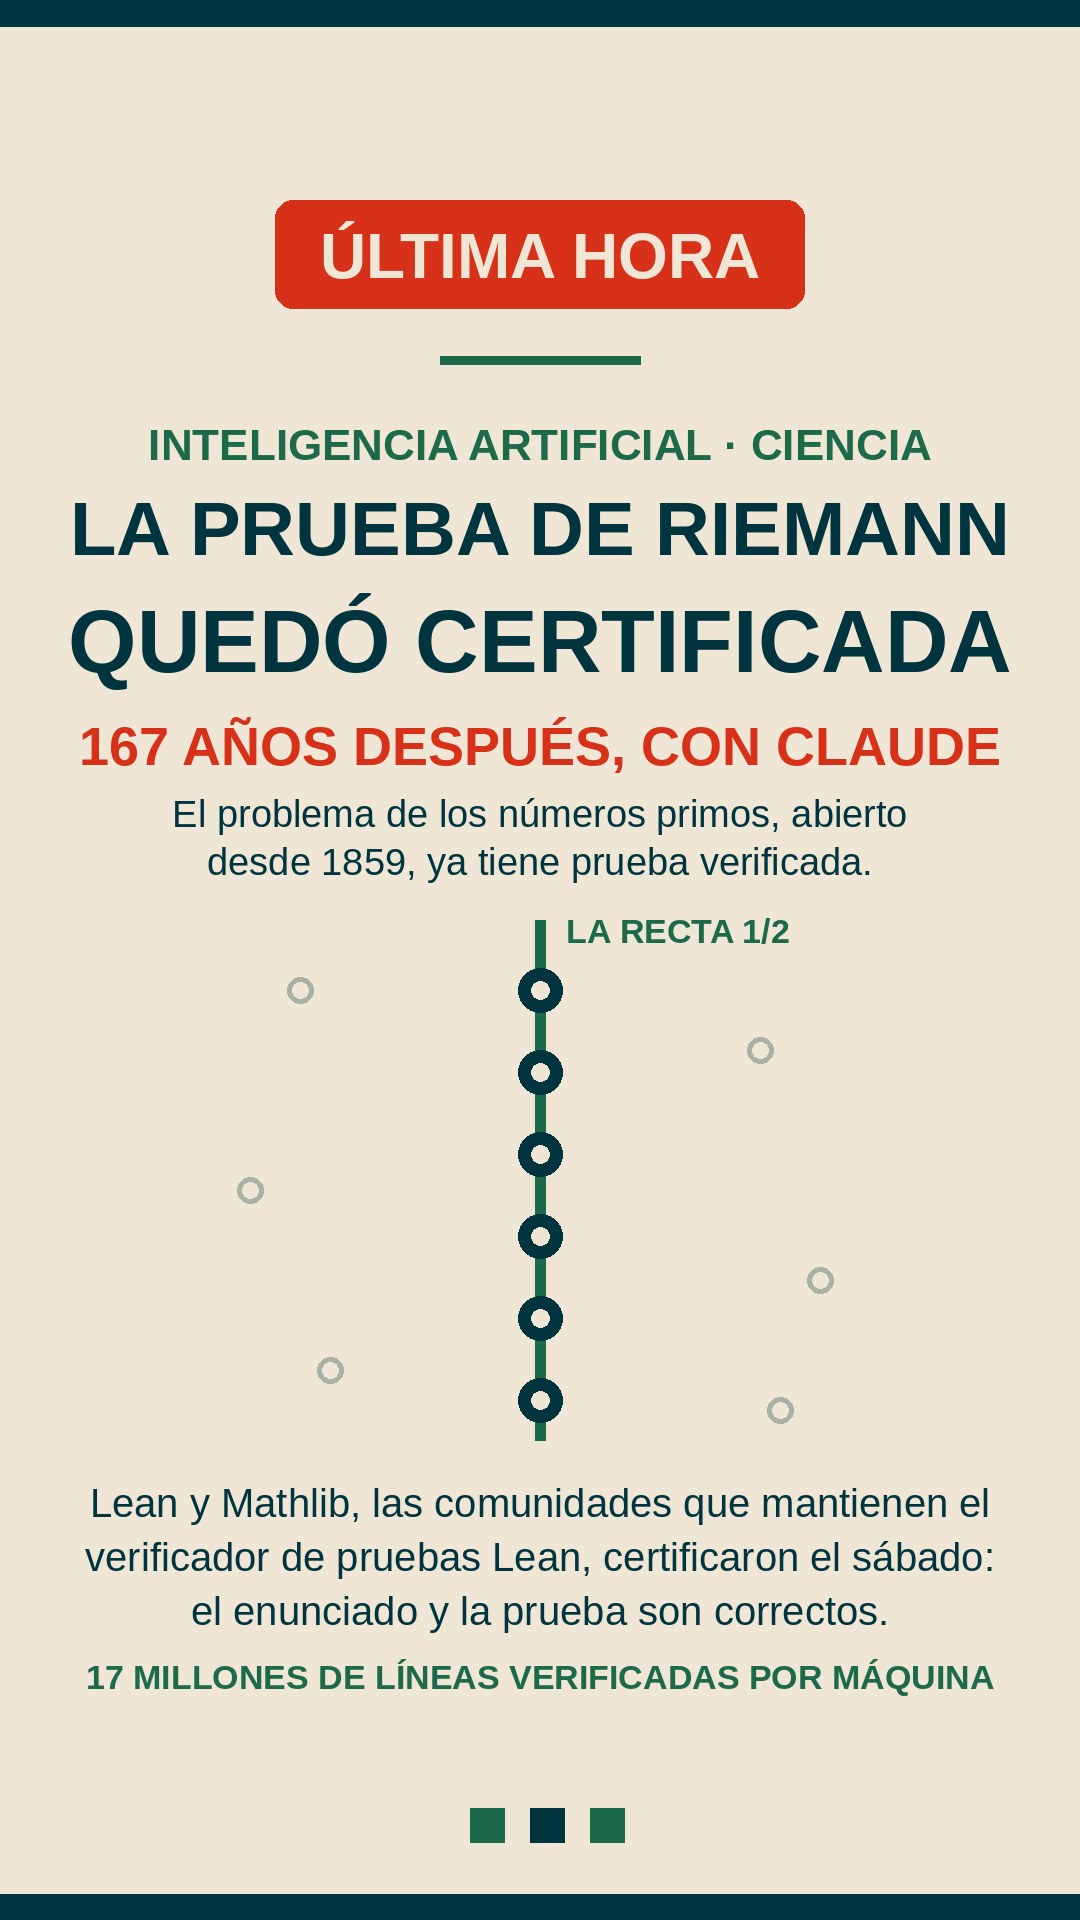 ÚLTIMA HORA
INTELIGENCIA ARTIFICIAL · CIENCIA
LA PRUEBA DE RIEMANN
QUEDÓ CERTIFICADA
167 AÑOS DESPUÉS, CON CLAUDE
El problema de los números primos, abierto
desde 1859, ya tiene prueba verificada.
LA RECTA 1/2
Lean y Mathlib, las comunidades que mantienen el
verificador de pruebas Lean, certificaron el sábado:
el enunciado y la prueba son correctos.
17 MILLONES DE LÍNEAS VERIFICADAS POR MÁQUINA